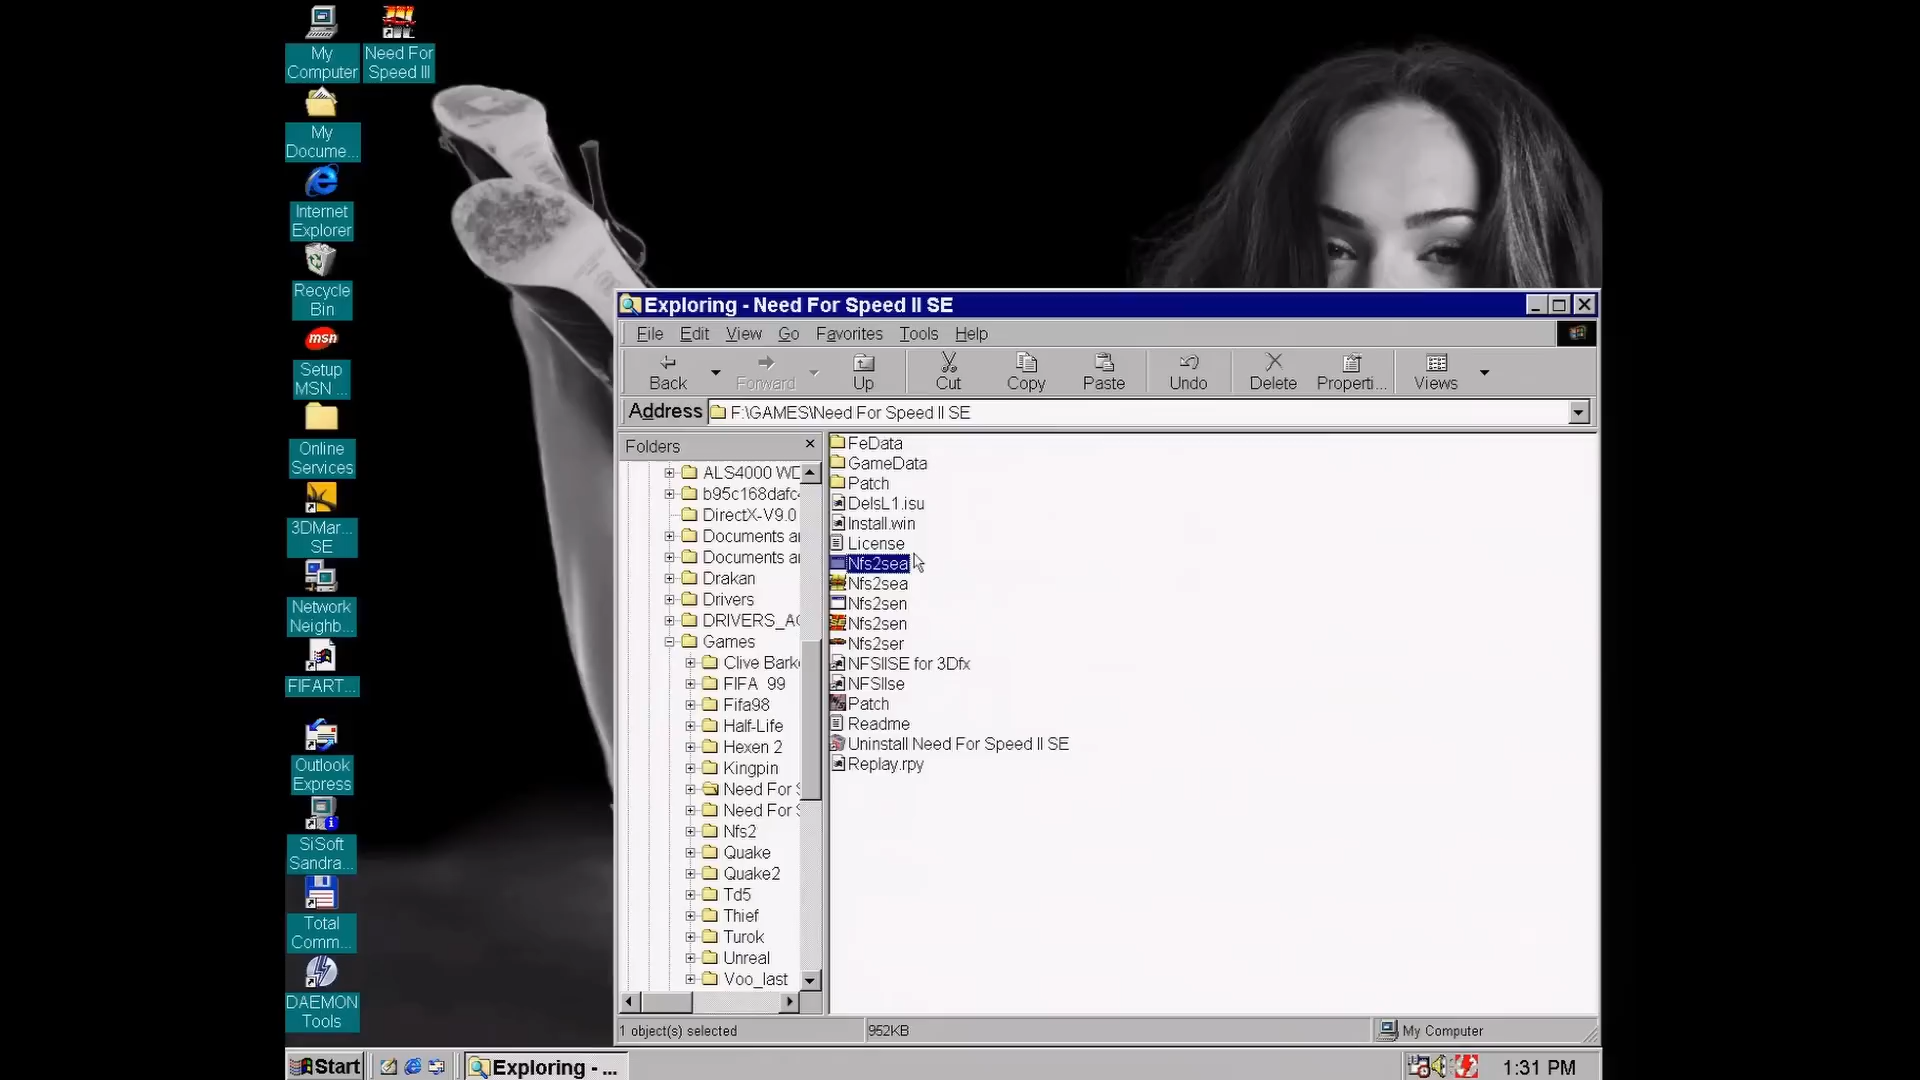 My
Computer
Need For
Speed III
My
Docume...
Internet
Explorer
Recycle
Bin
msn
Setup
MSN ...
Online
Services
3DMar...
SE
Network
Neighb...
FIFART...
Outlook
Express
SiSoft
Sandra...
Total
Comm...
DAEMON
Tools
Exploring - Need For Speed II SE
File Edit View Go Favorites Tools Help
Back Forward Up Cut Copy Paste Undo Delete Properti... Views
Address F:\GAMES\Need For Speed II SE
Folders
ALS4000 WD
b95c168dafc4
DirectX-V9.0
Documents a
Documents a
Drakan
Drivers
DRIVERS_AC
Games
Clive Bark
FIFA 99
Fifa98
Half-Life
Hexen 2
Kingpin
Need For S
Need For S
Nfs2
Quake
Quake2
Td5
Thief
Turok
Unreal
Voo_last
FeData
GameData
Patch
DelsL1.isu
Install.win
License
Nfs2sea
Nfs2sea
Nfs2sen
Nfs2sen
Nfs2ser
NFSIISE for 3Dfx
NFSIIse
Patch
Readme
Uninstall Need For Speed II SE
Replay.rpy
1 object(s) selected 952KB My Computer
Start Exploring - ... 1:31 PM